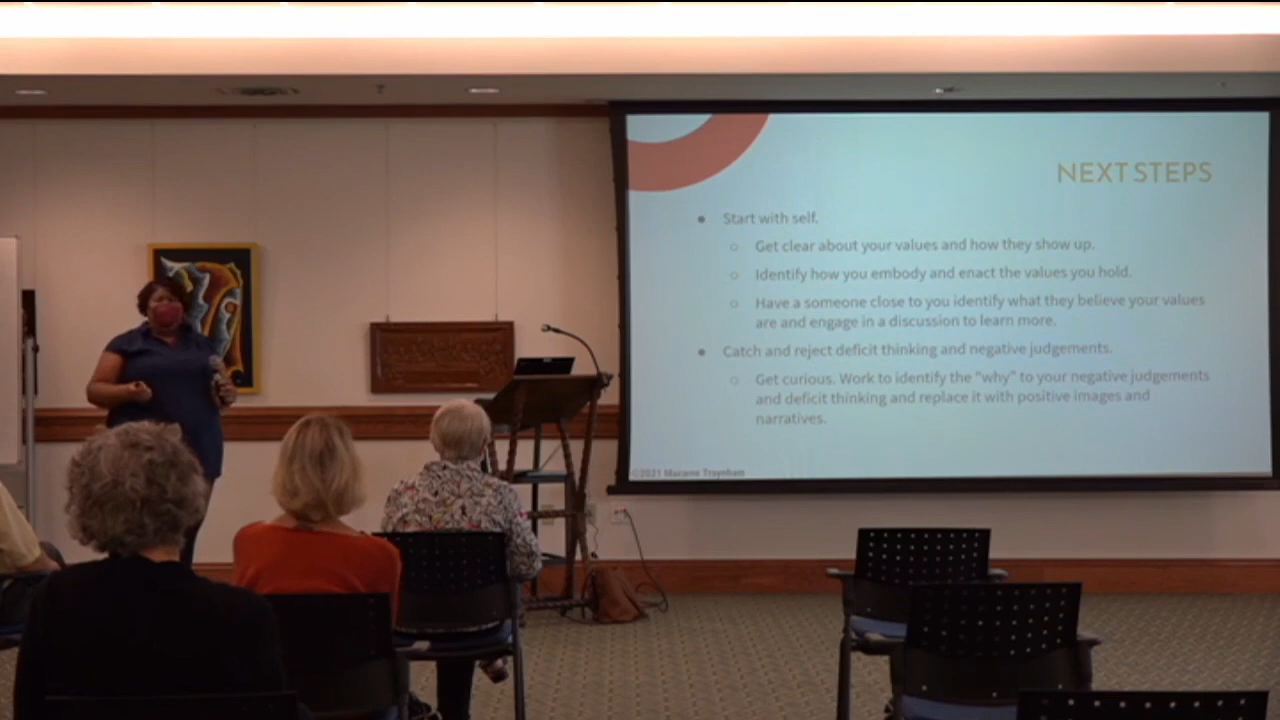 NEXT STEPS
● Start with self.
○ Get clear about your values and how they show up.
○ Identify how you embody and enact the values you hold.
○ Have a someone close to you identify what they believe your values
are and engage in a discussion to learn more.
● Catch and reject deficit thinking and negative judgements.
○ Get curious. Work to identify the "why" to your negative judgements
and deficit thinking and replace it with positive images and
narratives.
©2021 Marcene Traynham